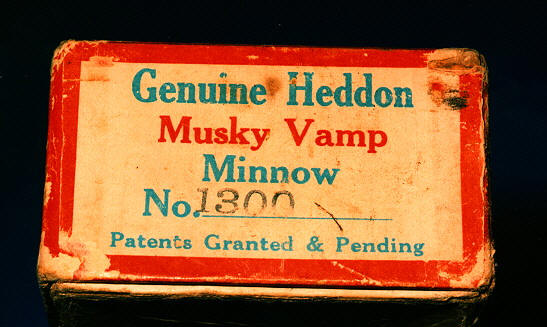 Genuine Heddon
Musky Vamp
Minnow
No. 1300
Patents Granted & Pending